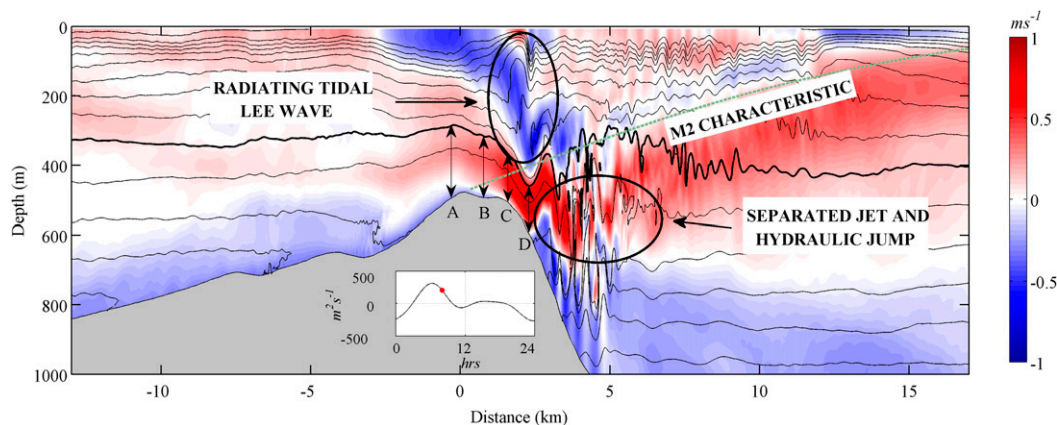 ms-1
0
200
400
600
800
1000
Depth (m)
RADIATING TIDAL
LEE WAVE
M2 CHARACTERISTIC
SEPARATED JET AND
HYDRAULIC JUMP
A
B
C
D
500
0
-500
m2s-1
0
12
24
hrs
-10
-5
0
5
10
15
Distance (km)
1
0.5
0
-0.5
-1